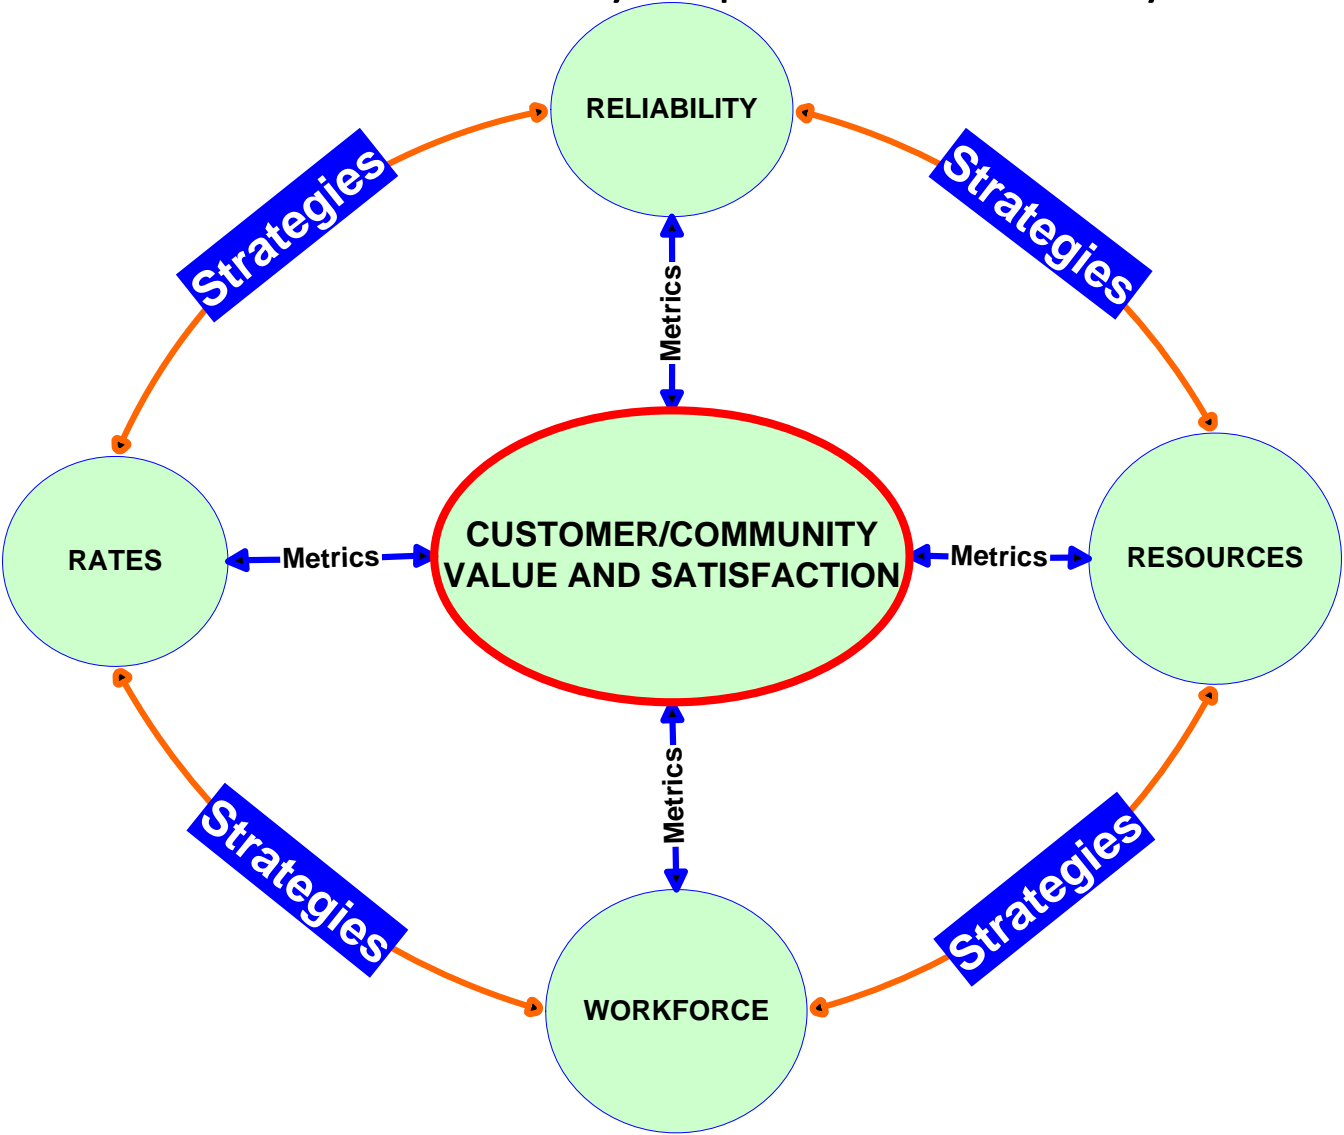 RELIABILITY
Strategies
Strategies
Metrics
CUSTOMER/COMMUNITY
VALUE AND SATISFACTION
RATES
Metrics
Metrics
RESOURCES
Metrics
Strategies
Strategies
WORKFORCE